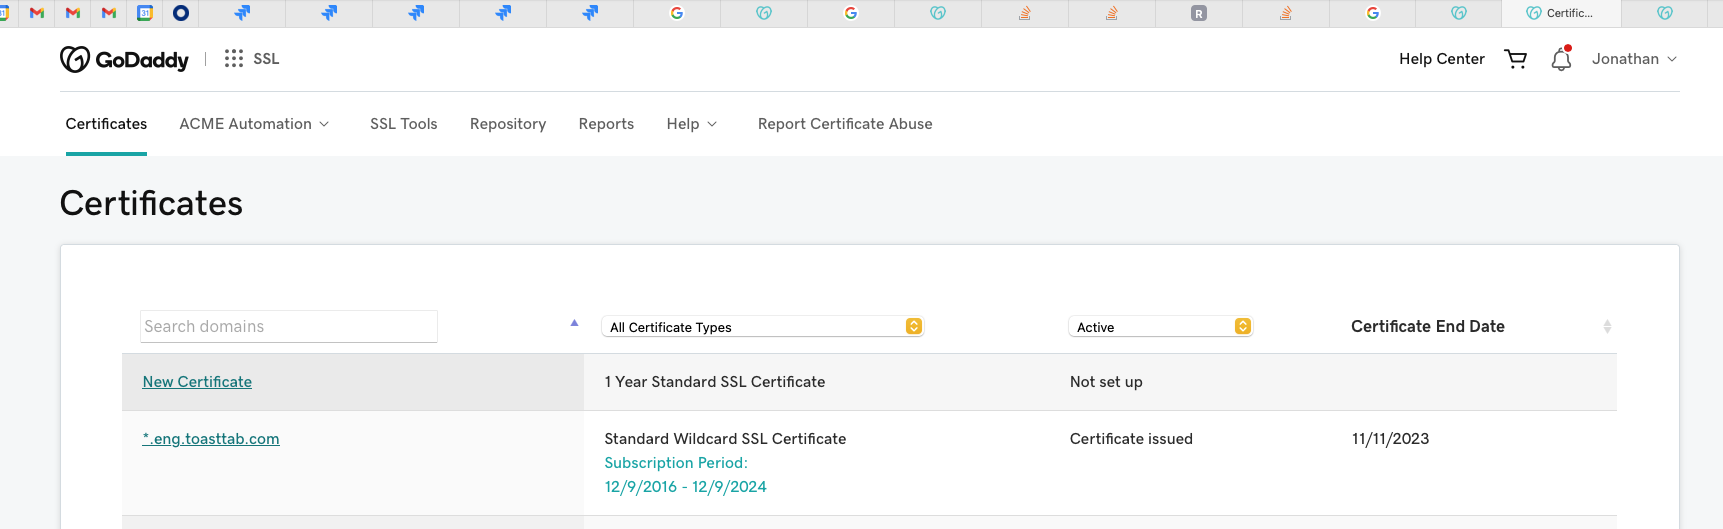 Certific...
GoDaddy SSL Help Center Jonathan
Certificates ACME Automation SSL Tools Repository Reports Help Report Certificate Abuse
Certificates
Search domains All Certificate Types Active Certificate End Date
New Certificate 1 Year Standard SSL Certificate Not set up
*.eng.toasttab.com Standard Wildcard SSL Certificate Certificate issued 11/11/2023
Subscription Period:
12/9/2016 - 12/9/2024